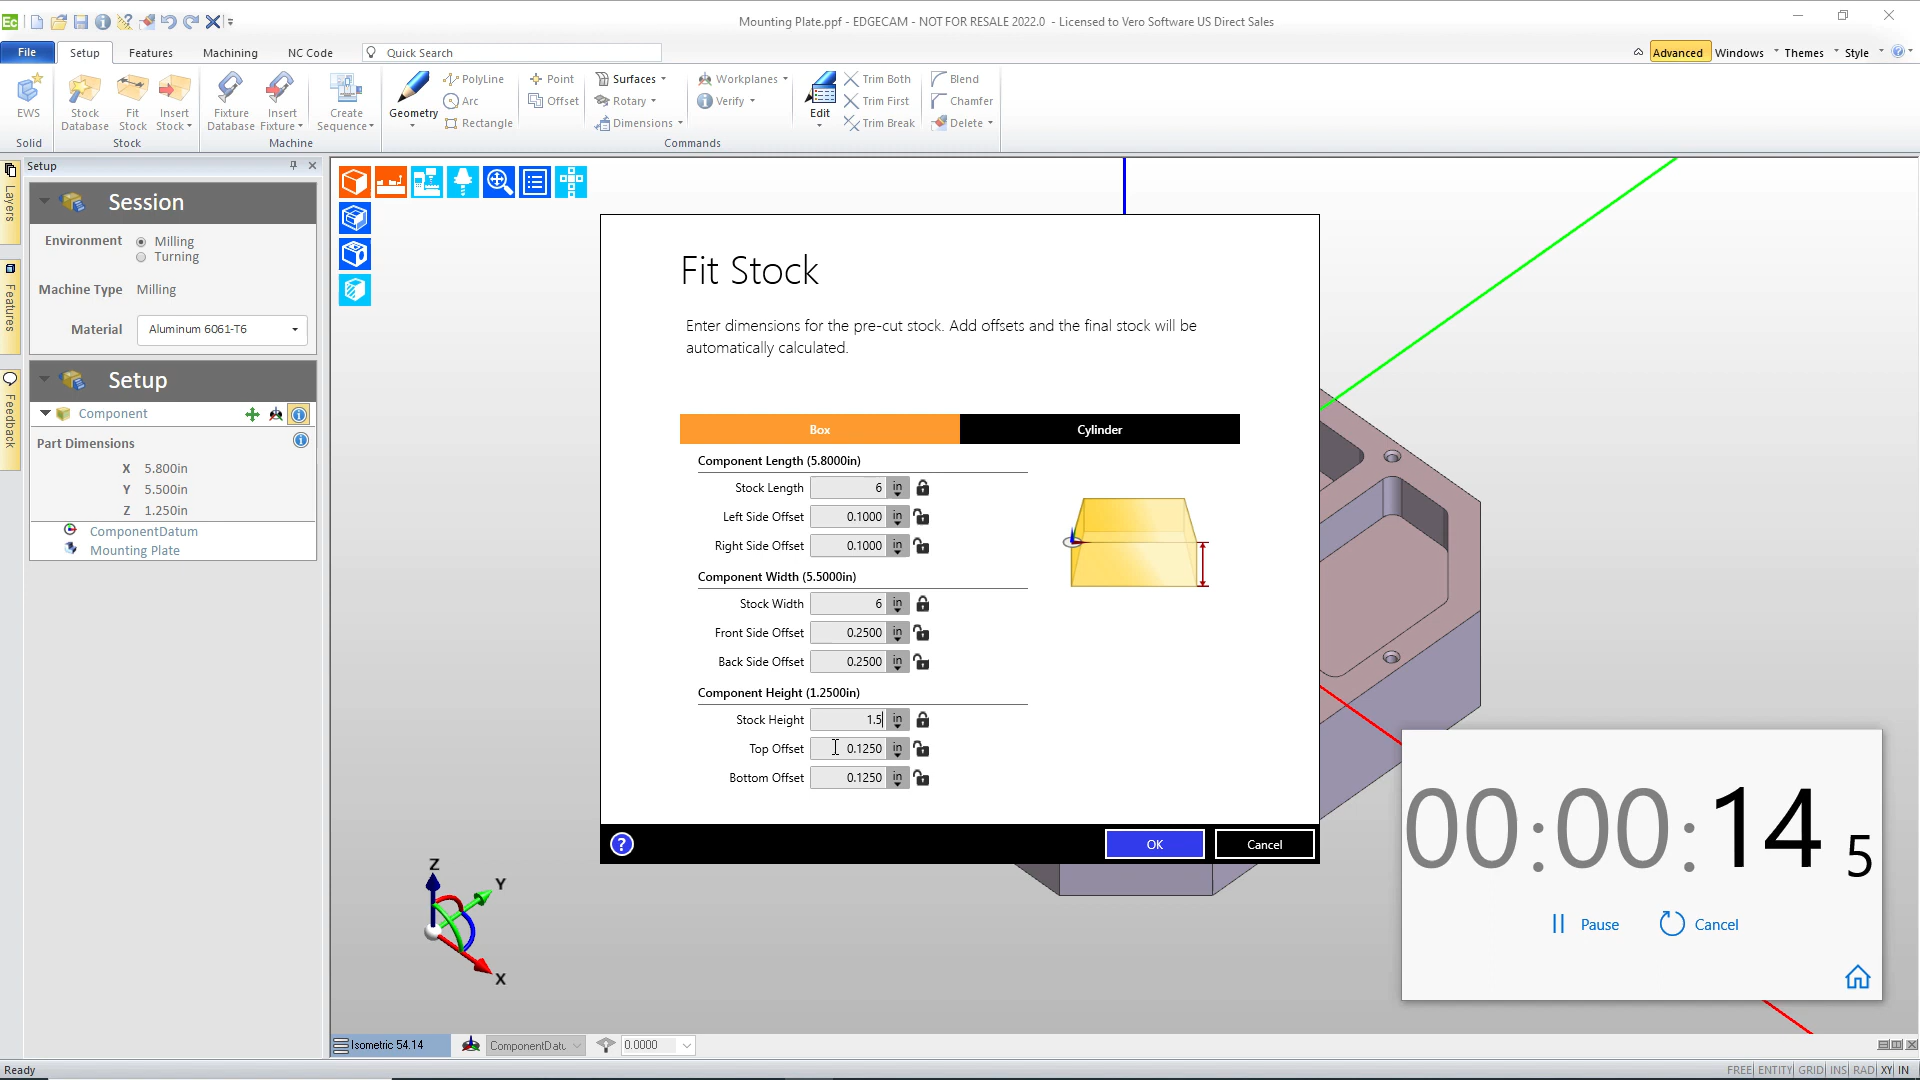 Ec
Mounting Plate.ppf - EDGECAM - NOT FOR RESALE 2022.0 - Licensed to Vero Software US Direct Sales
File Setup Features Machining NC Code Quick Search Advanced Windows Themes Style
EWS
Stock Database
Fit Stock
Insert Stock
Fixture Database
Insert Fixture
Create Sequence
Geometry
PolyLine
Arc
Rectangle
Point
Offset
Surfaces
Rotary
Dimensions
Workplanes
Verify
Edit
Trim Both
Trim First
Trim Break
Blend
Chamfer
Delete
Solid Stock Machine Commands
Setup
Layers
Features
Feedback
Session
Environment Milling
Turning
Machine Type Milling
Material Aluminum 6061-T6
Setup
Component
Part Dimensions
X 5.800in
Y 5.500in
Z 1.250in
ComponentDatum
Mounting Plate
Fit Stock
Enter dimensions for the pre-cut stock. Add offsets and the final stock will be
automatically calculated.
Box Cylinder
Component Length (5.8000in)
Stock Length 6 in
Left Side Offset 0.1000 in
Right Side Offset 0.1000 in
Component Width (5.5000in)
Stock Width 6 in
Front Side Offset 0.2500 in
Back Side Offset 0.2500 in
Component Height (1.2500in)
Stock Height 1.5 in
Top Offset 0.1250 in
Bottom Offset 0.1250 in
? OK Cancel
00:00:14 5
Pause Cancel
Z
Y
X
Isometric 54.14 ComponentDatu 0.0000
Ready FREE ENTITY GRID INS RAD XY IN